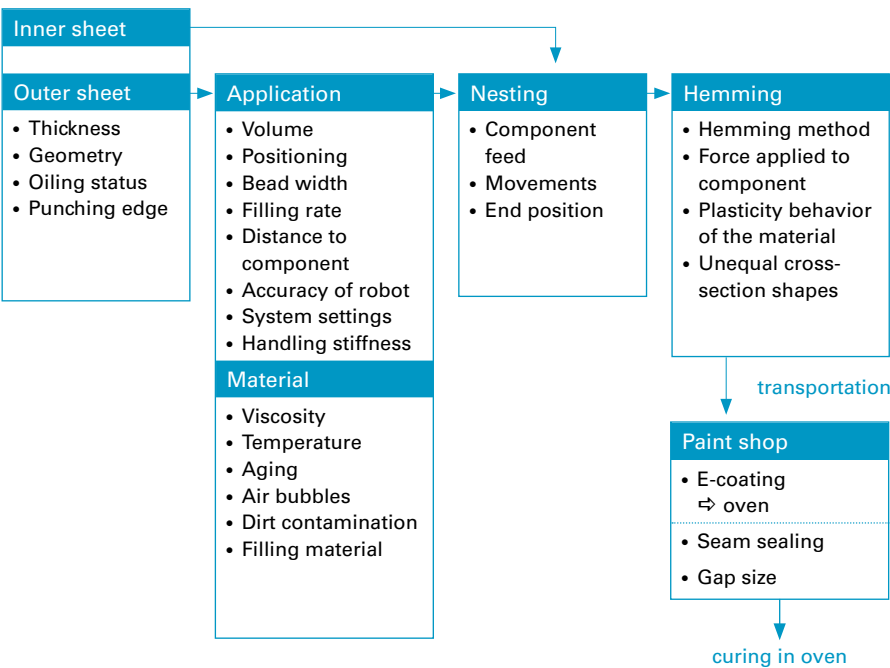 Inner sheet
Outer sheet
• Thickness
• Geometry
• Oiling status
• Punching edge
Application
• Volume
• Positioning
• Bead width
• Filling rate
• Distance to
component
• Accuracy of robot
• System settings
• Handling stiffness
Material
• Viscosity
• Temperature
• Aging
• Air bubbles
• Dirt contamination
• Filling material
Nesting
• Component
feed
• Movements
• End position
Hemming
• Hemming method
• Force applied to
component
• Plasticity behavior
of the material
• Unequal cross-
section shapes
transportation
Paint shop
• E-coating
⇨ oven
• Seam sealing
• Gap size
curing in oven